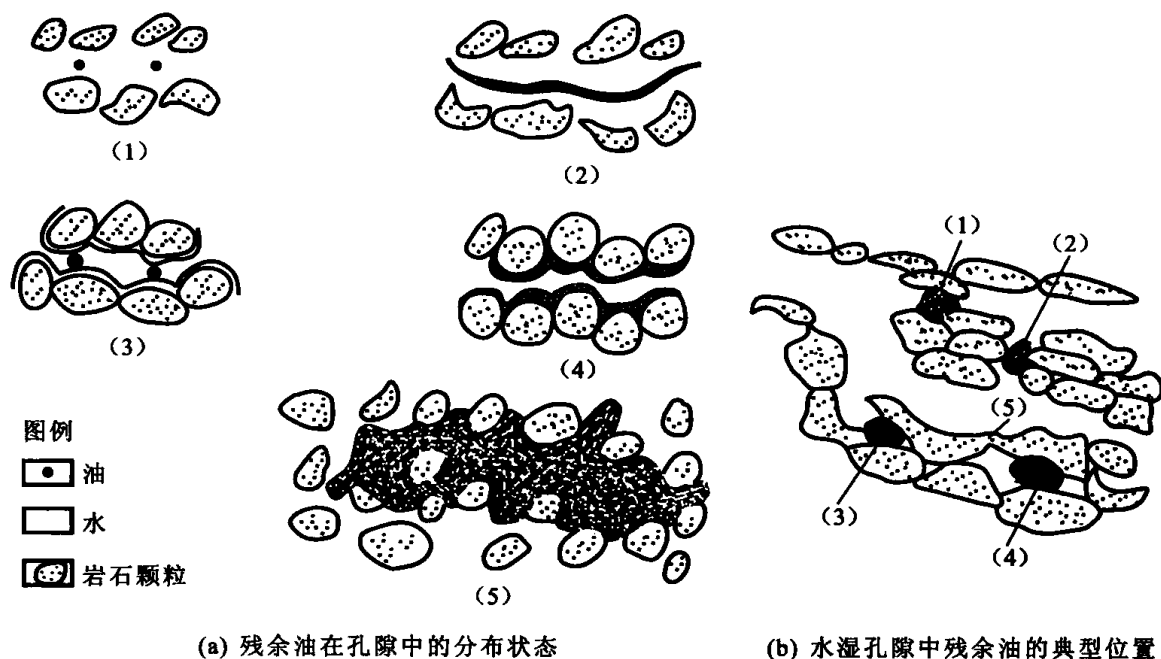 (1)
(2)
(3)
(4)
(5)
图例
油
水
岩石颗粒
(a) 残余油在孔隙中的分布状态
(1)
(2)
(5)
(3)
(4)
(b) 水湿孔隙中残余油的典型位置